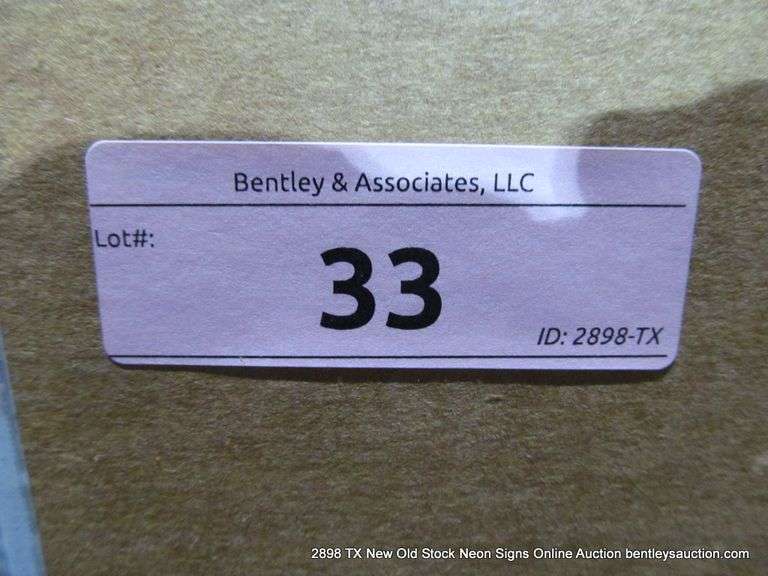 Bentley & Associates, LLC
Lot#:
33
ID: 2898-TX
2898 TX New Old Stock Neon Signs Online Auction bentleysauction.com